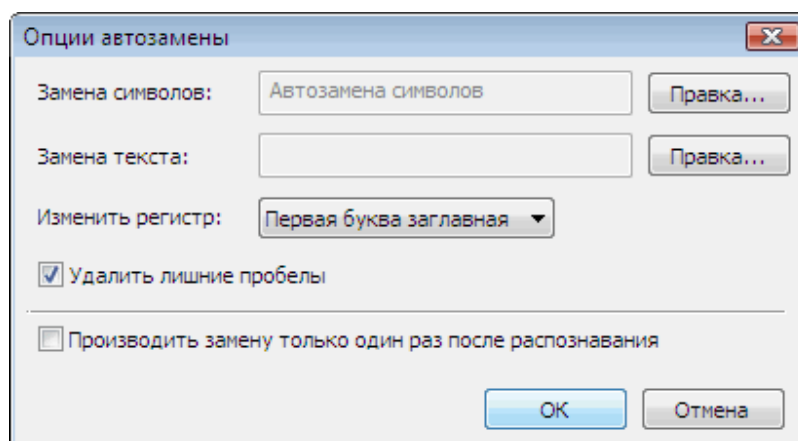 Опции автозамены
Замена символов: Автозамена символов Правка...
Замена текста: Правка...
Изменить регистр: Первая буква заглавная
Удалить лишние пробелы
Производить замену только один раз после распознавания
ОК Отмена